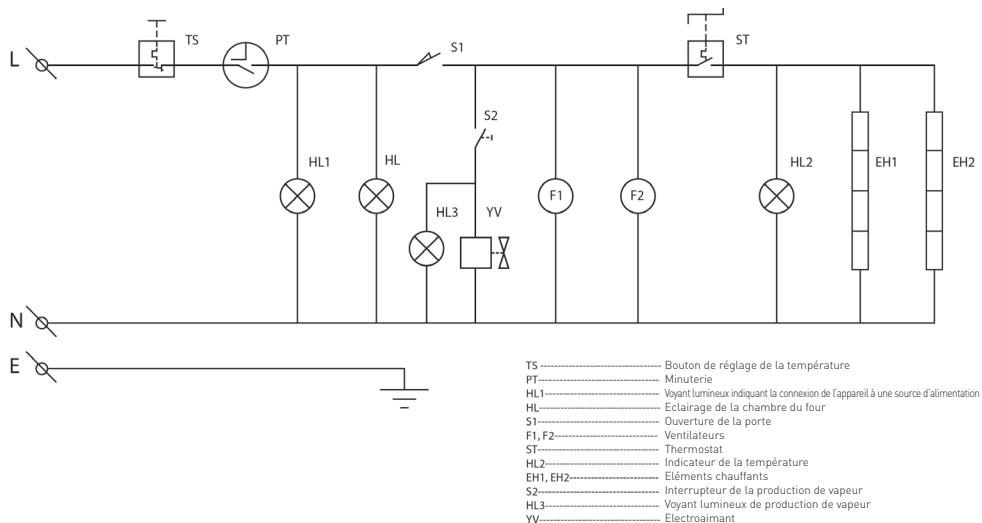 TS PT S1 ST
L
S2
HL1 HL HL2 EH1 EH2
F1 F2
HL3 YV
N
E
TS Bouton de réglage de la température
PT Minuterie
HL1 Voyant lumineux indiquant la connexion de l'appareil à une source d'alimentation
HL Eclairage de la chambre du four
S1 Ouverture de la porte
F1, F2 Ventilateurs
ST Thermostat
HL2 Indicateur de la température
EH1, EH2 Eléments chauffants
S2 Interrupteur de la production de vapeur
HL3 Voyant lumineux de production de vapeur
YV Electroaimant